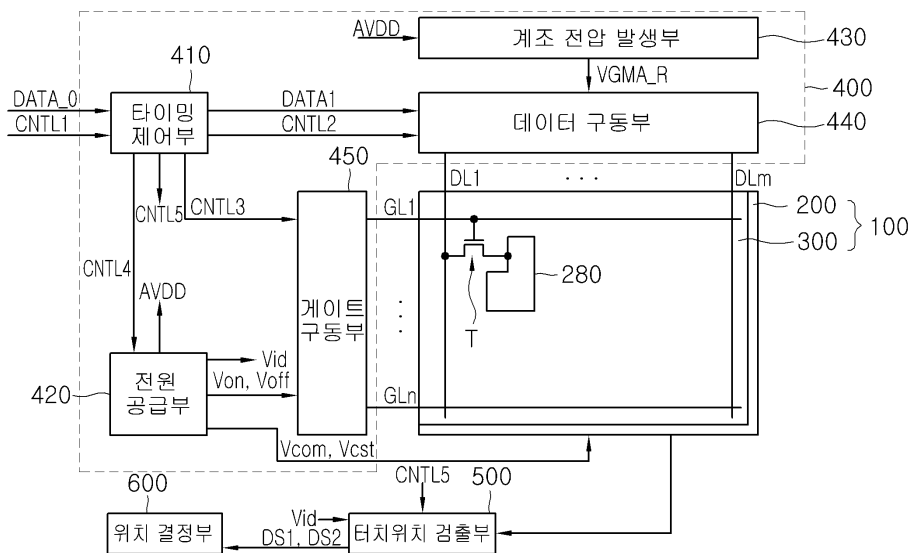 AVDD
계조 전압 발생부
430
410
VGMA_R
400
DATA_0
CNTL1
타이밍
제어부
DATA1
CNTL2
데이터 구동부
440
450
DL1
· · ·
DLm
CNTL5
CNTL3
GL1
200
300
100
CNTL4
AVDD
280
T
게이트
구동부
420
전원
공급부
Vid
Von, Voff
GLn
Vcom, Vcst
CNTL5
600
500
Vid
위치 결정부
DS1, DS2
터치위치 검출부